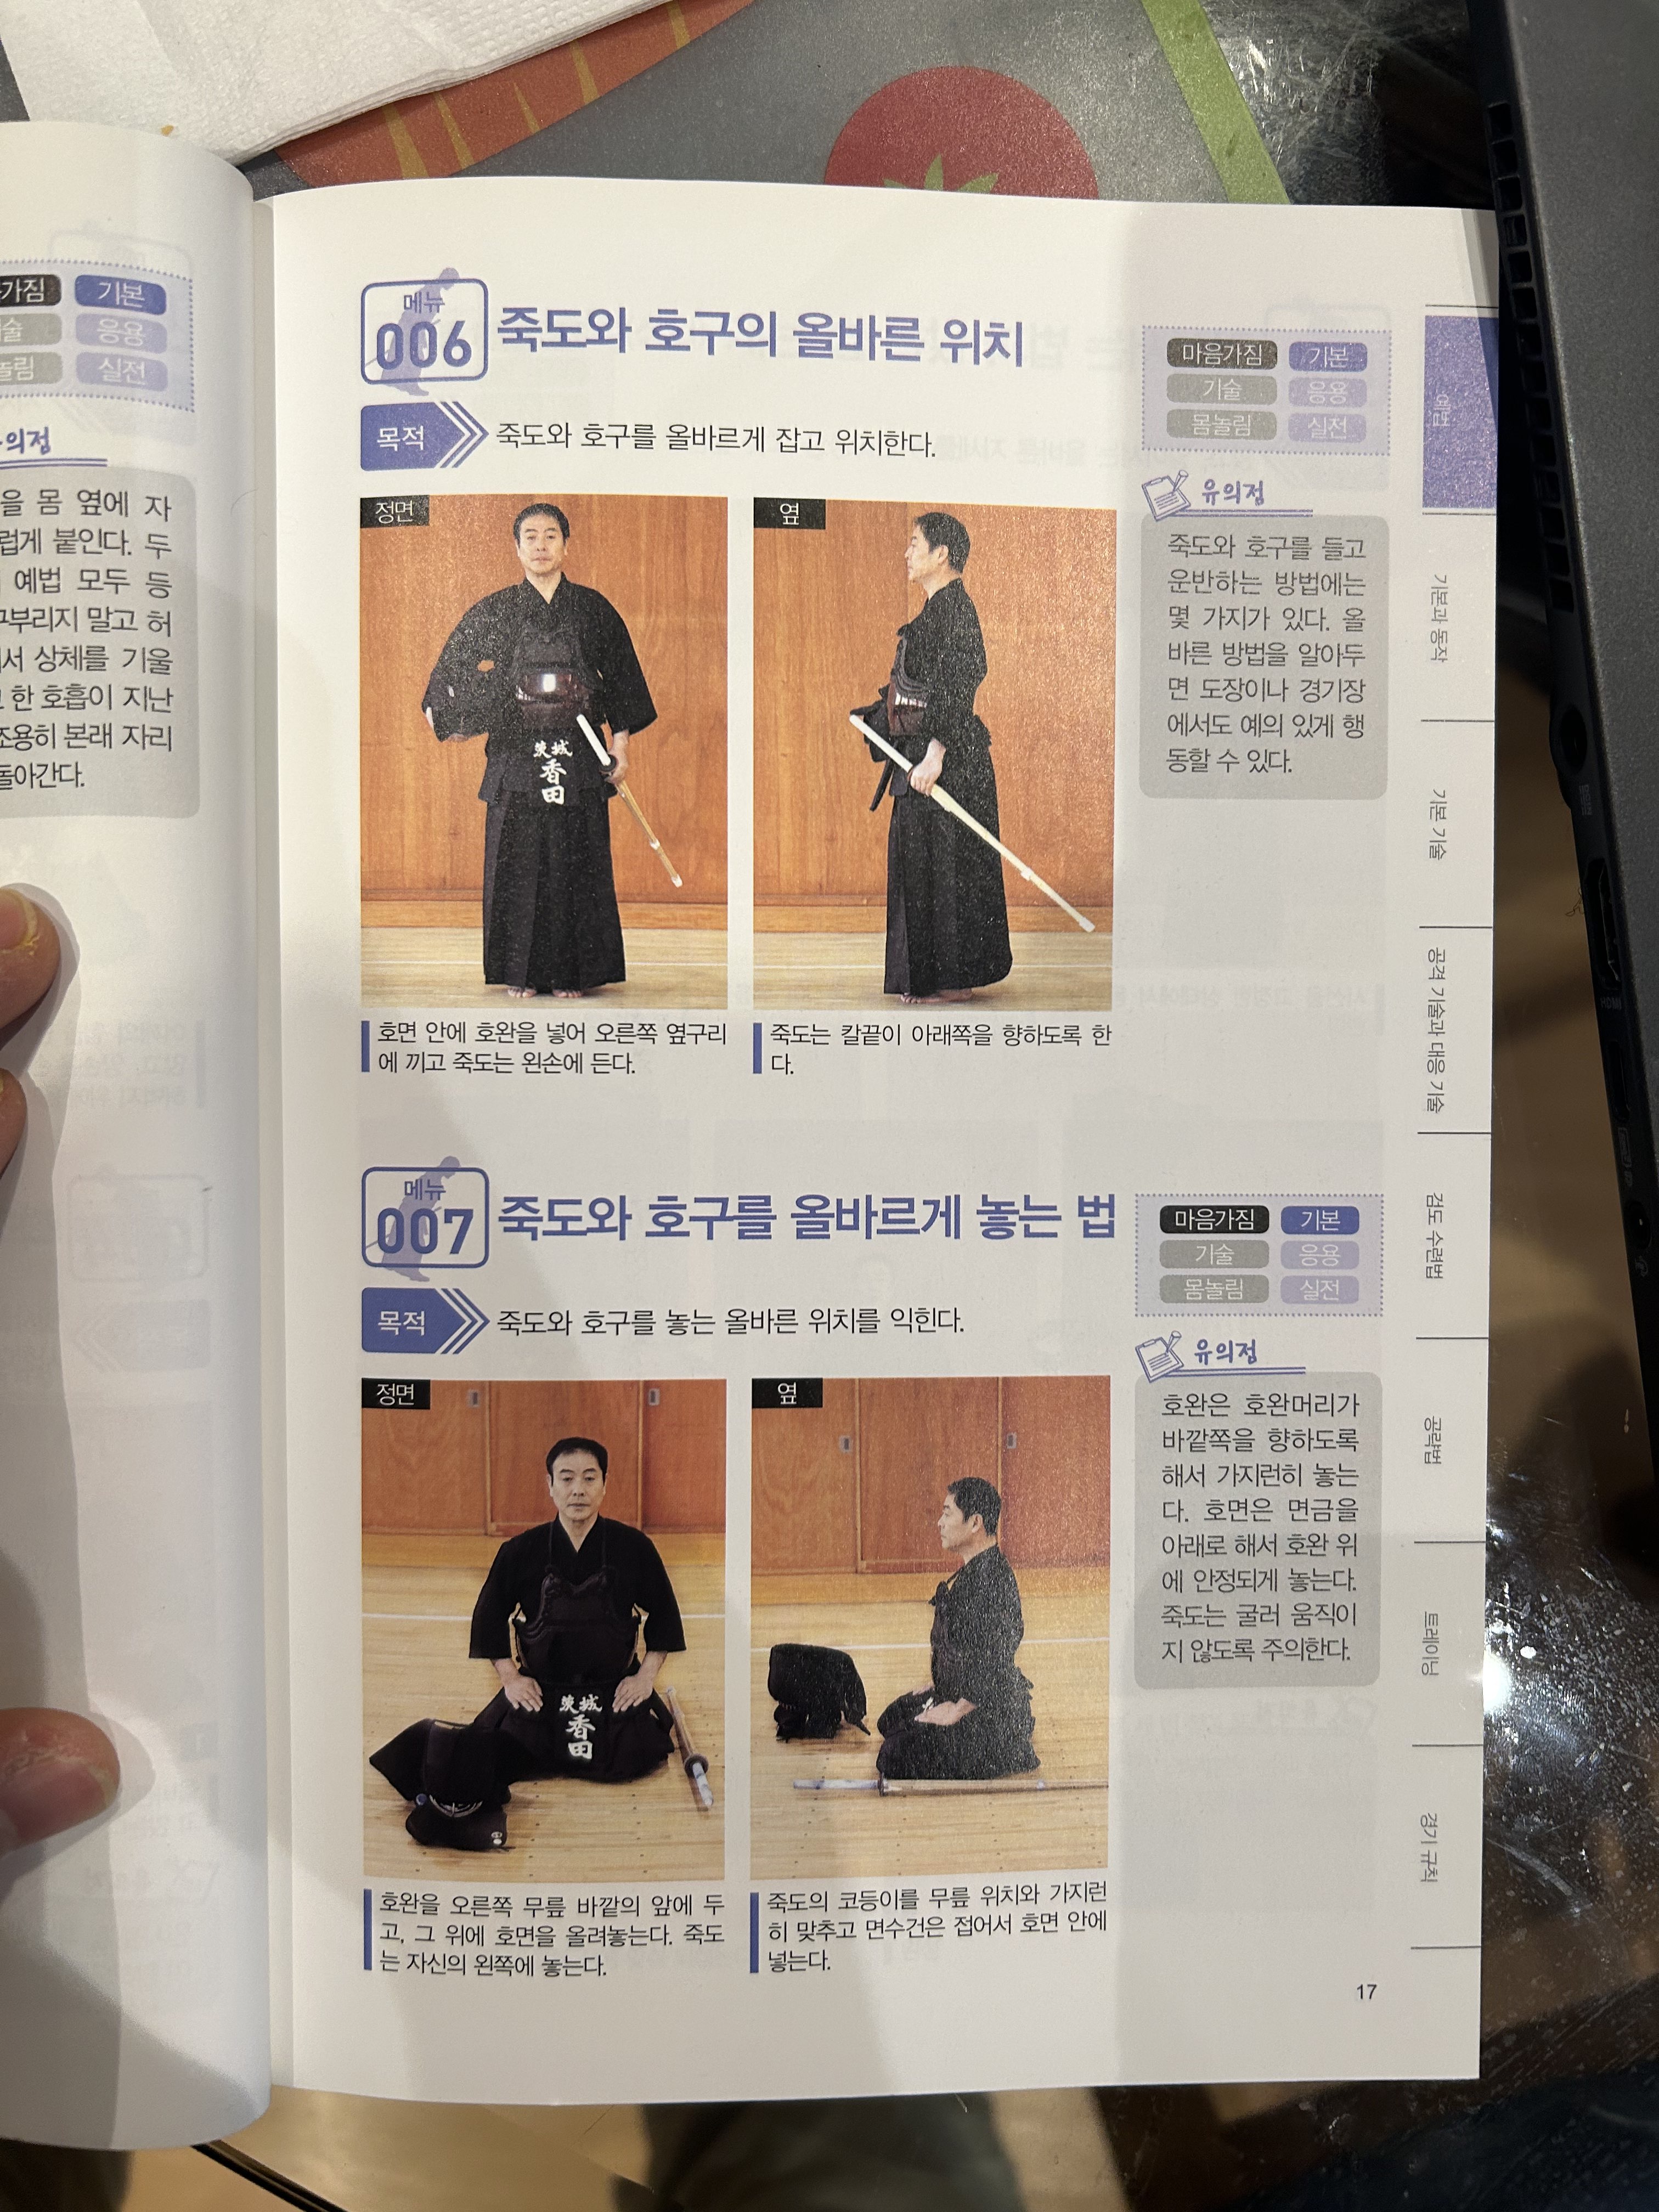 가짐 기본
술 응용
놀림 실전
의점
을 몸 옆에 자
럽게 붙인다. 두
예법 모두 등
구부리지 말고 허
서 상체를 기울
한 호흡이 지난
조용히 본래 자리
돌아간다.
메뉴
006
죽도와 호구의 올바른 위치
목적
죽도와 호구를 올바르게 잡고 위치한다.
마음가짐 기본
기술 응용
몸놀림 실전
정면
茨城
香田
호면 안에 호완을 넣어 오른쪽 옆구리
에 끼고 죽도는 왼손에 든다.
옆
죽도는 칼끝이 아래쪽을 향하도록 한
다.
유의점
죽도와 호구를 들고
운반하는 방법에는
몇 가지가 있다. 올
바른 방법을 알아두
면 도장이나 경기장
에서도 예의 있게 행
동할 수 있다.
메뉴
007
죽도와 호구를 올바르게 놓는 법
목적
죽도와 호구를 놓는 올바른 위치를 익힌다.
마음가짐 기본
기술 응용
몸놀림 실전
정면
茨城
香田
호완을 오른쪽 무릎 바깥의 앞에 두
고, 그 위에 호면을 올려놓는다. 죽도
는 자신의 왼쪽에 놓는다.
옆
죽도의 코등이를 무릎 위치와 가지런
히 맞추고 면수건은 접어서 호면 안에
넣는다.
유의점
호완은 호완머리가
바깥쪽을 향하도록
해서 가지런히 놓는
다. 호면은 면금을
아래로 해서 호완 위
에 안정되게 놓는다.
죽도는 굴러 움직이
지 않도록 주의한다.
예법
기본과 동작
기본 기술
공격 기술과 대응 기술
검도 수련법
공략법
트레이닝
경기 규칙
17
HDMI